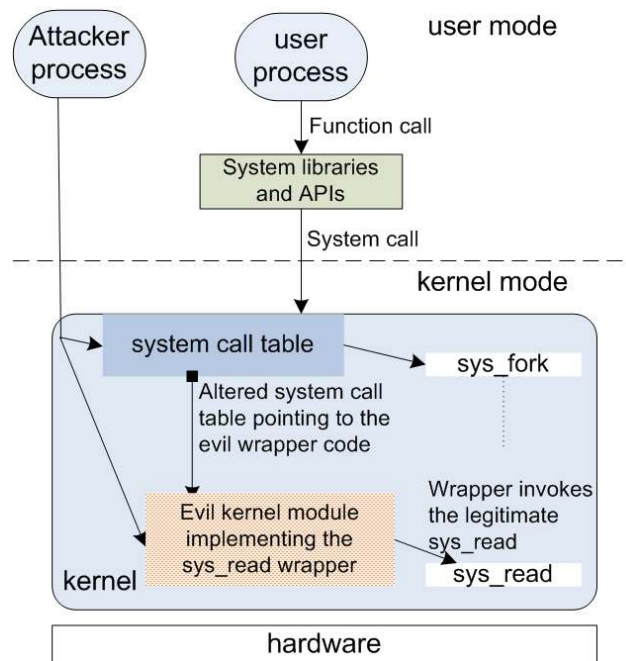 Attacker
process
user
process
user mode
Function call
System libraries
and APIs
System call
kernel mode
system call table
sys_fork
Altered system call
table pointing to the
evil wrapper code
Evil kernel module
implementing the
sys_read wrapper
Wrapper invokes
the legitimate
sys_read
sys_read
kernel
hardware